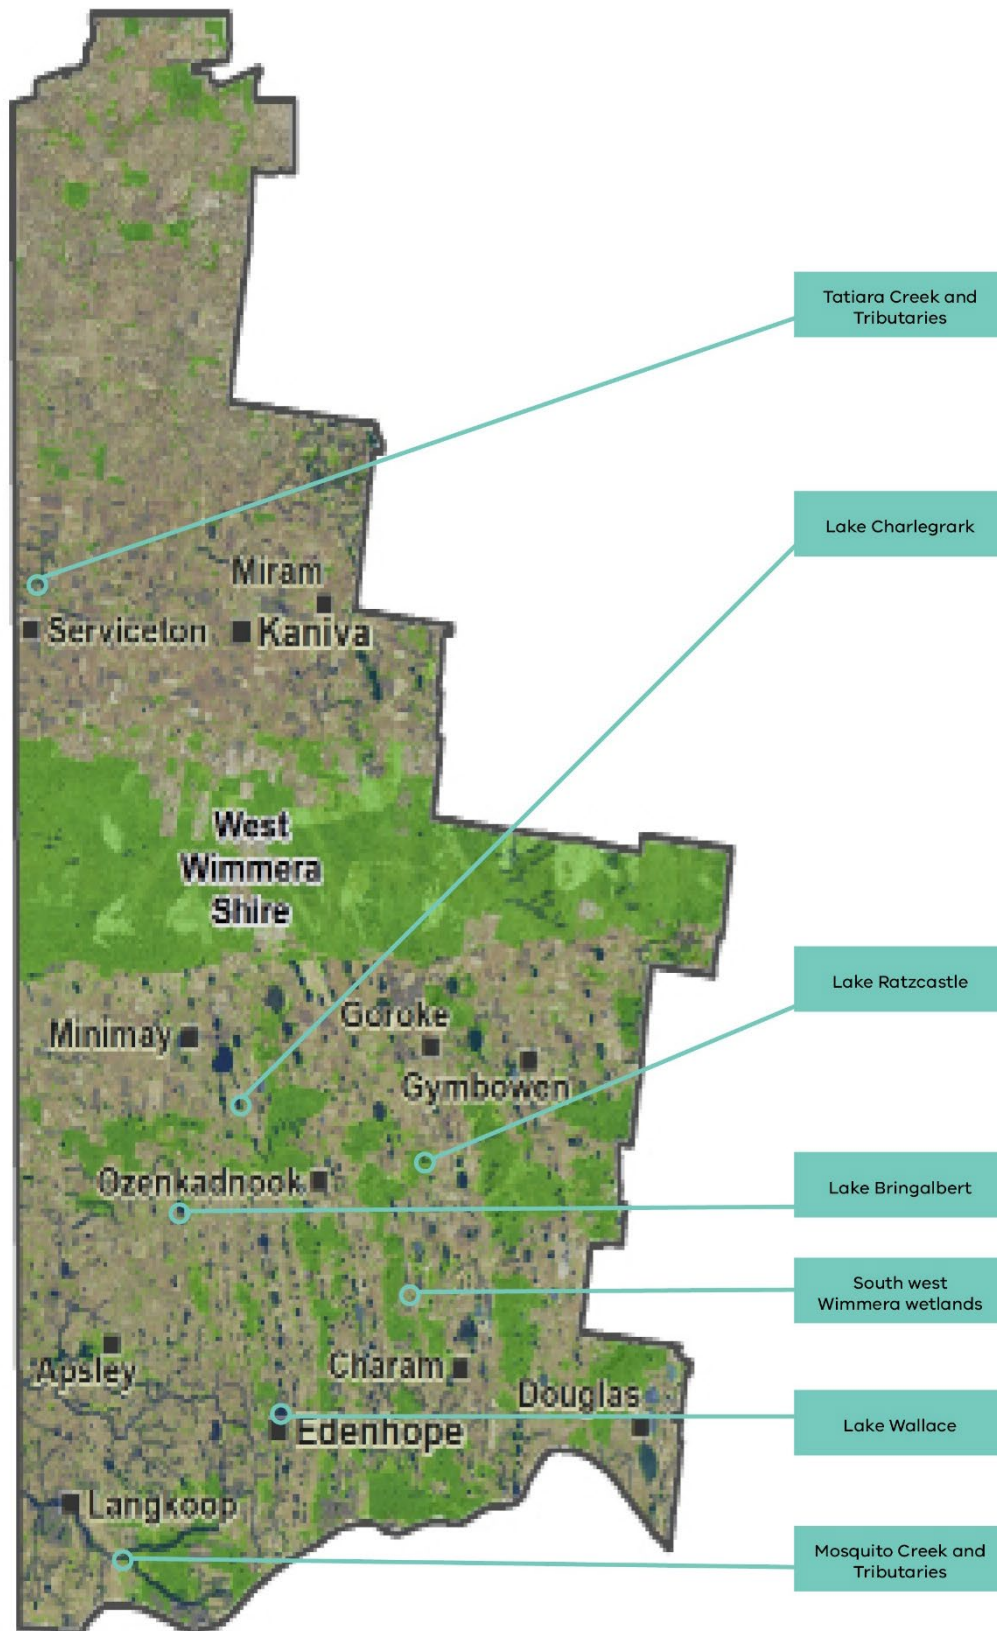 Tatiara Creek and
Tributaries
Lake Charlegrark
Miram
Serviceton
Kaniva
West
Wimmera
Shire
Lake Ratzcastle
Goroke
Minimay
Gymbowen
Ozenkadnook
Lake Bringalbert
South west
Wimmera wetlands
Apsley
Charam
Douglas
Edenhope
Lake Wallace
Langkoop
Mosquito Creek and
Tributaries